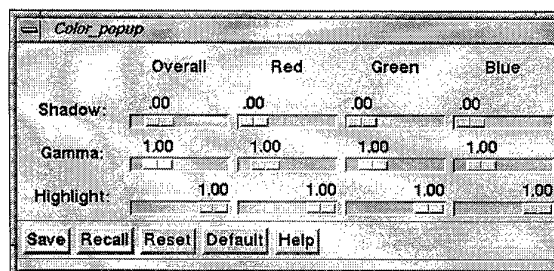 Color_popup
Overall Red Green Blue
Shadow: .00 .00 .00 .00
Gamma: 1.00 1.00 1.00 1.00
Highlight: 1.00 1.00 1.00 1.00
Save Recall Reset Default Help